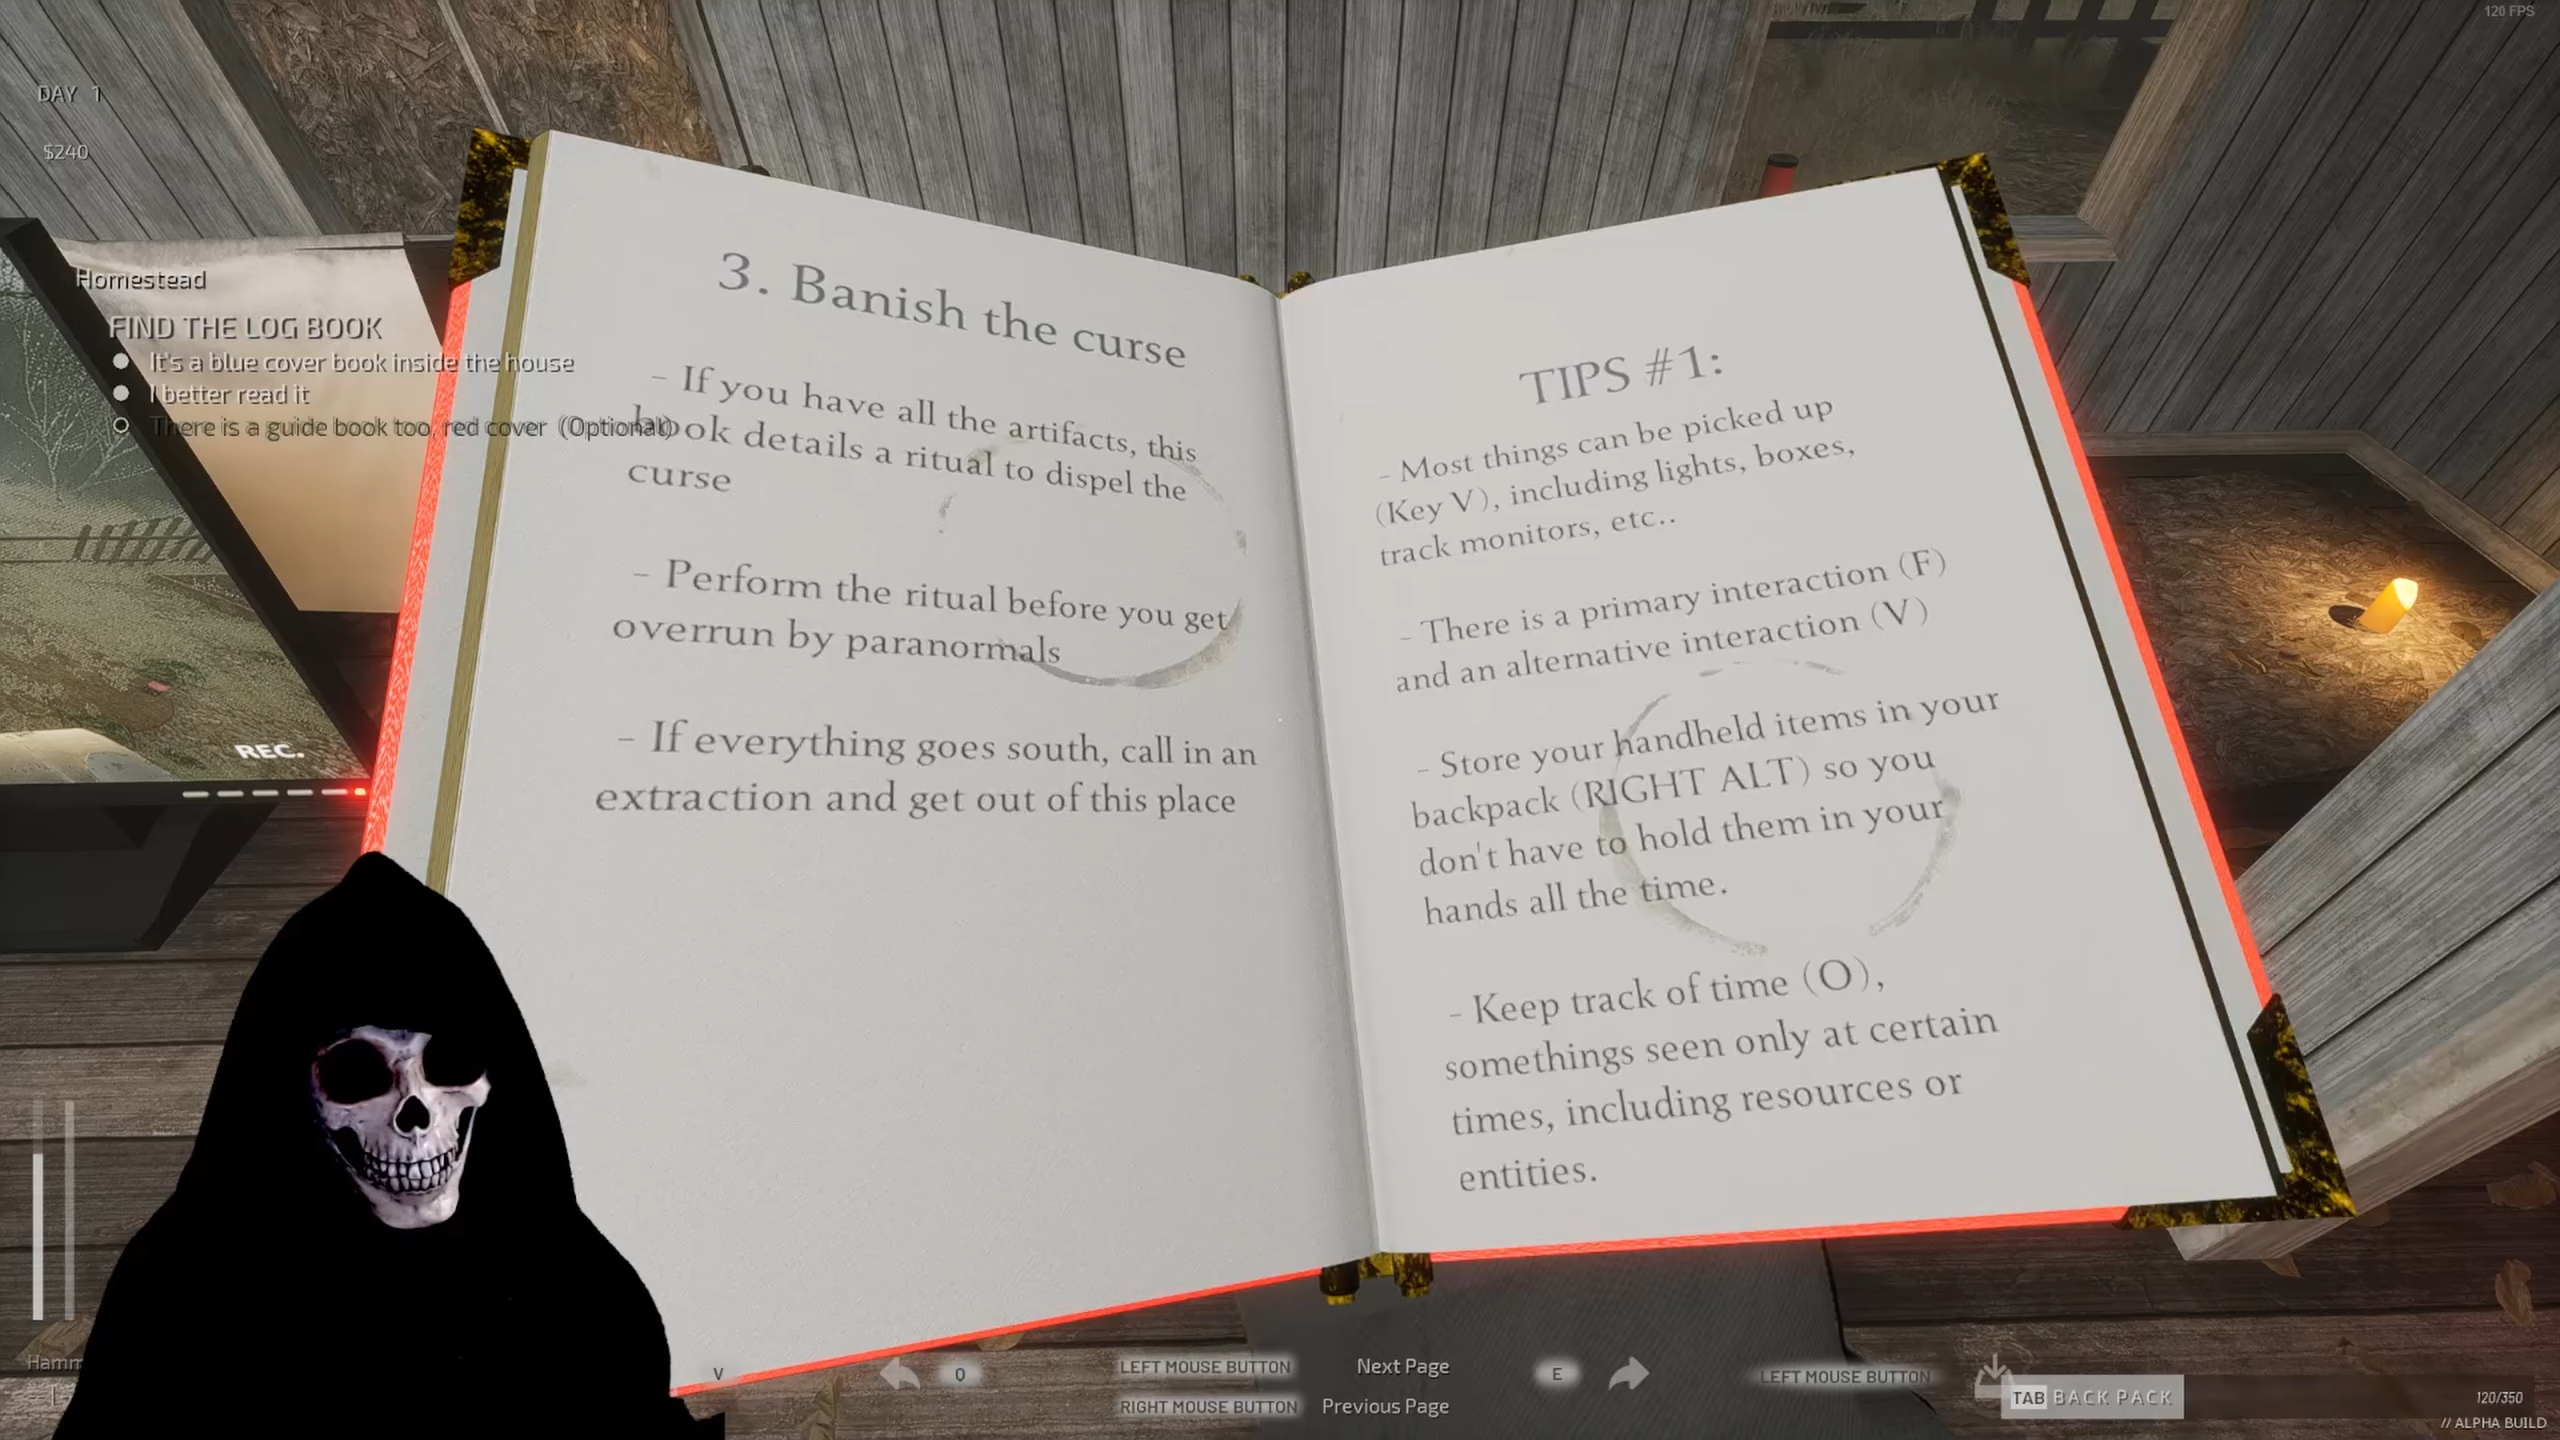 120 FPS
DAY 1
$240
Homestead
FIND THE LOG BOOK
It's a blue cover book inside the house
I better read it
There is a guide book too, red cover (Optional)
REC.
3. Banish the curse
- If you have all the artifacts, this
book details a ritual to dispel the
curse
- Perform the ritual before you get
overrun by paranormals
- If everything goes south, call in an
extraction and get out of this place
TIPS #1:
- Most things can be picked up
(Key V), including lights, boxes,
track monitors, etc..
- There is a primary interaction (F)
and an alternative interaction (V)
- Store your handheld items in your
backpack (RIGHT ALT) so you
don't have to hold them in your
hands all the time.
- Keep track of time (O),
somethings seen only at certain
times, including resources or
entities.
Hamm
V
LEFT MOUSE BUTTON Next Page
E
LEFT MOUSE BUTTON
RIGHT MOUSE BUTTON Previous Page
TAB BACK PACK
120/350
// ALPHA BUILD